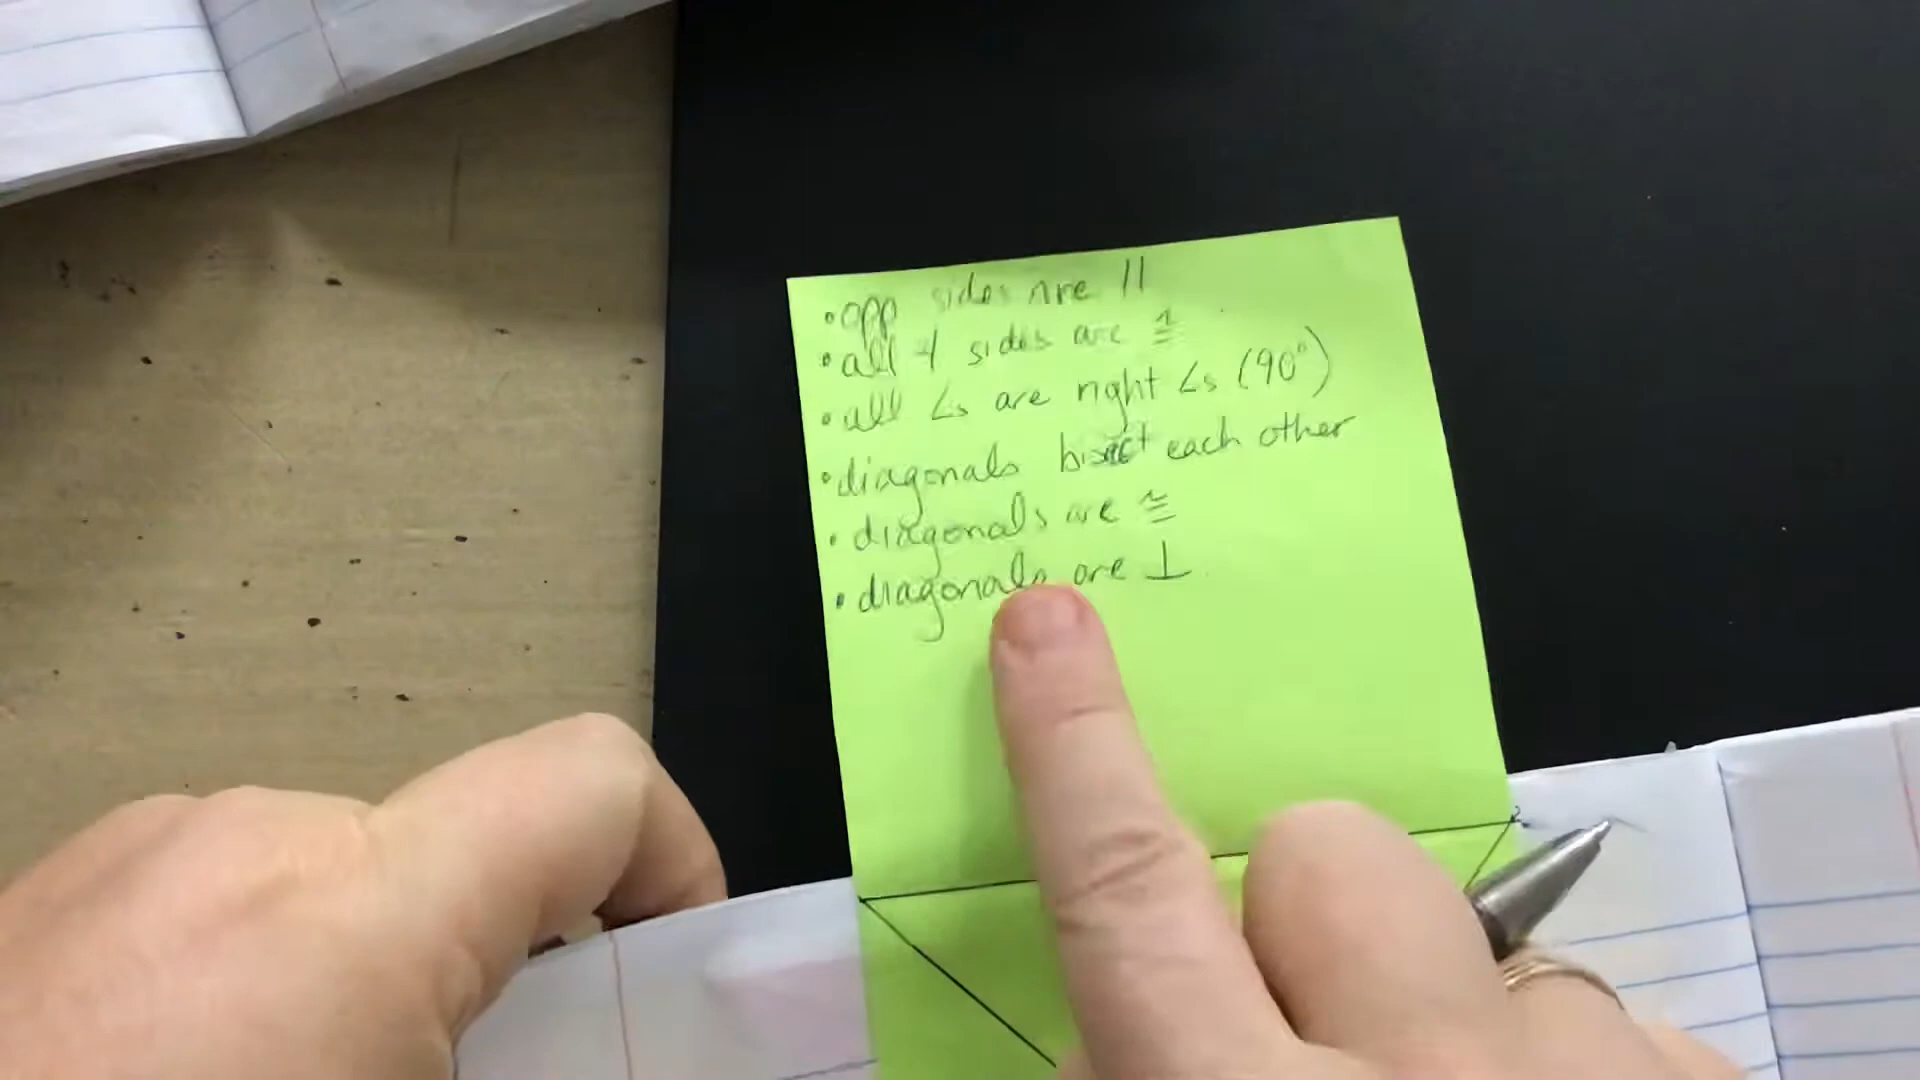 • opp sides are ||
• all 4 sides are ≅
• all ∠s are right ∠s (90°)
• diagonals bisect each other
• diagonals are ≅
• diagonals are ⊥